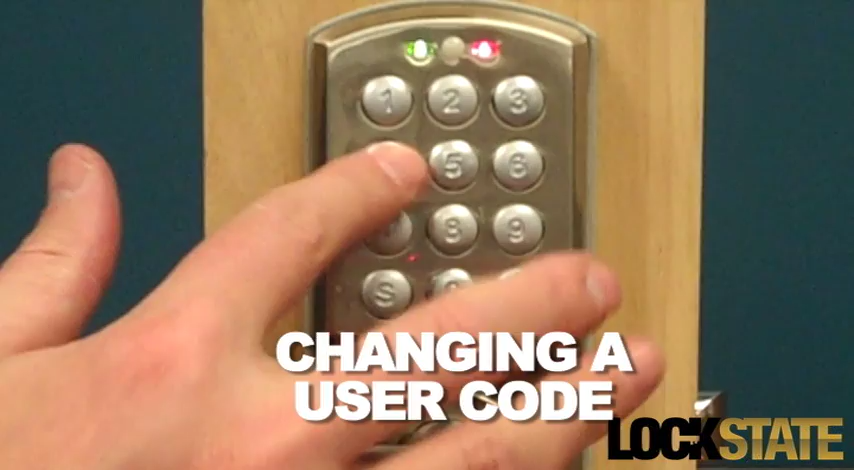 1 2 3
5 6
8 9
S
CHANGING A
USER CODE
LOCKSTATE